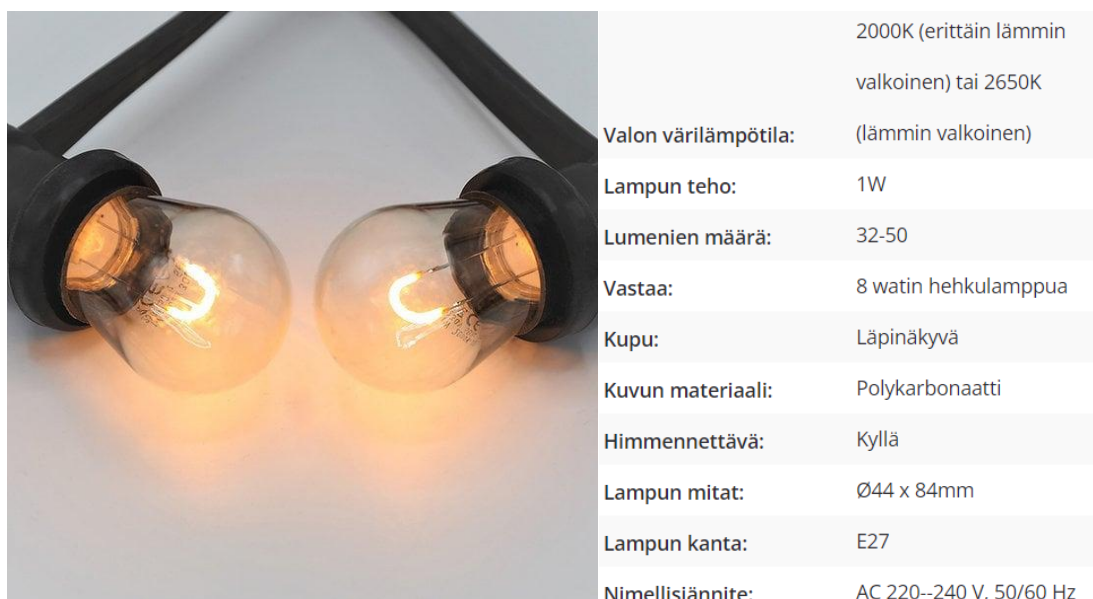 2000K (erittäin lämmin
valkoinen) tai 2650K
Valon värilämpötila: (lämmin valkoinen)
Lampun teho: 1W
Lumenien määrä: 32-50
Vastaa: 8 watin hehkulamppua
Kupu: Läpinäkyvä
Kuvun materiaali: Polykarbonaatti
Himmennettävä: Kyllä
Lampun mitat: Ø44 x 84mm
Lampun kanta: E27
Nimellisjännite: AC 220--240 V, 50/60 Hz